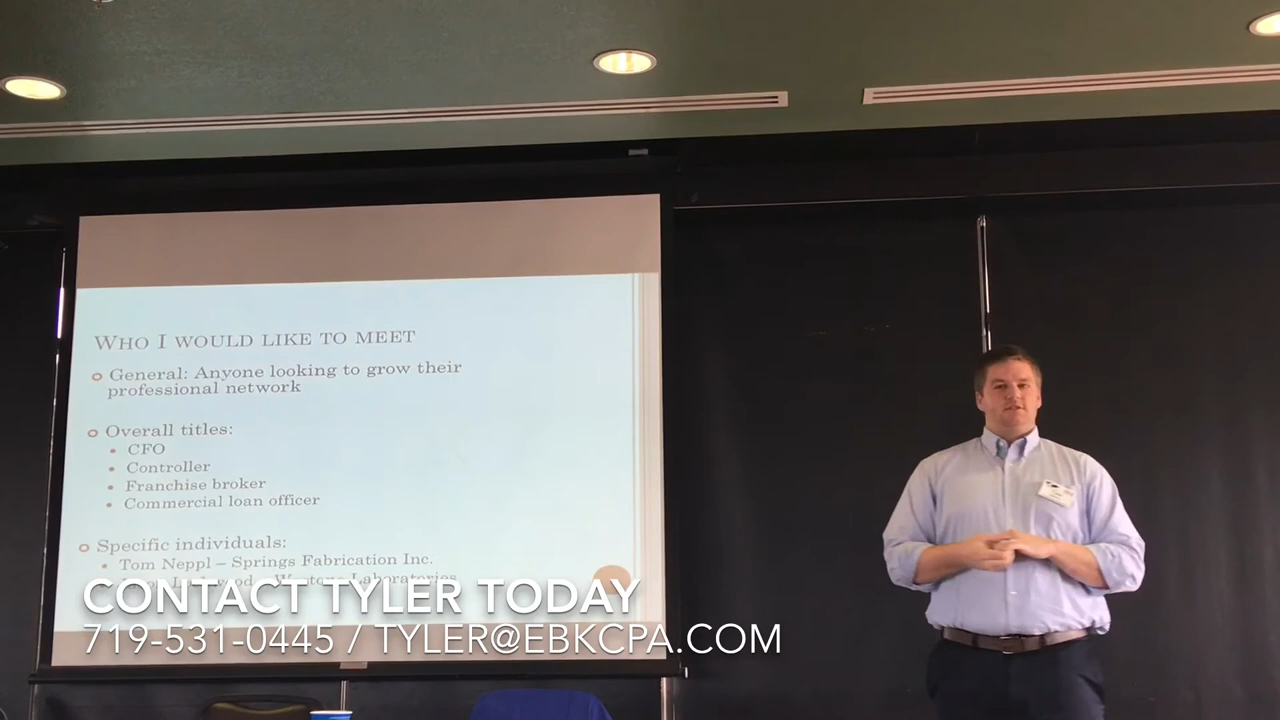 WHO I WOULD LIKE TO MEET
General: Anyone looking to grow their
professional network
Overall titles:
CFO
Controller
Franchise broker
Commercial loan officer
Specific individuals:
Tom Neppl – Springs Fabrication Inc.
Laboratories
CONTACT TYLER TODAY
719-531-0445 / TYLER@EBKCPA.COM